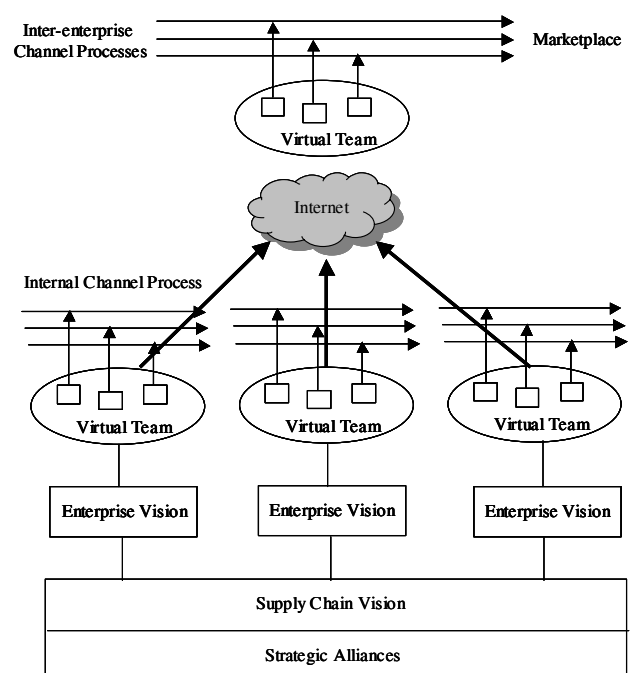 Inter-enterprise
Channel Processes
Marketplace
Virtual Team
Internet
Internal Channel Process
Virtual Team
Virtual Team
Virtual Team
Enterprise Vision
Enterprise Vision
Enterprise Vision
Supply Chain Vision
Strategic Alliances